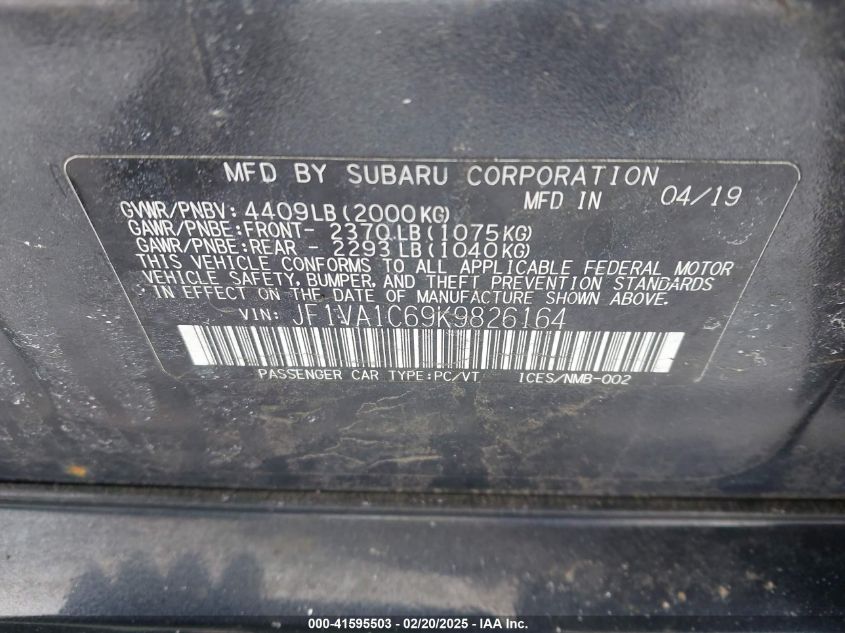 MFD BY SUBARU CORPORATION
MFD IN 04/19
GVWR/PNBV: 4409LB(2000KG)
GAWR/PNBE:FRONT- 2370LB(1075KG)
GAWR/PNBE:REAR - 2293LB(1040KG)
THIS VEHICLE CONFORMS TO ALL APPLICABLE FEDERAL MOTOR
VEHICLE SAFETY, BUMPER, AND THEFT PREVENTION STANDARDS
IN EFFECT ON THE DATE OF MANUFACTURE SHOWN ABOVE.
VIN: JF1VA1C69K9826164
PASSENGER CAR TYPE:PC/VT ICES/NMB-002
000-41595503 - 02/20/2025 - IAA Inc.